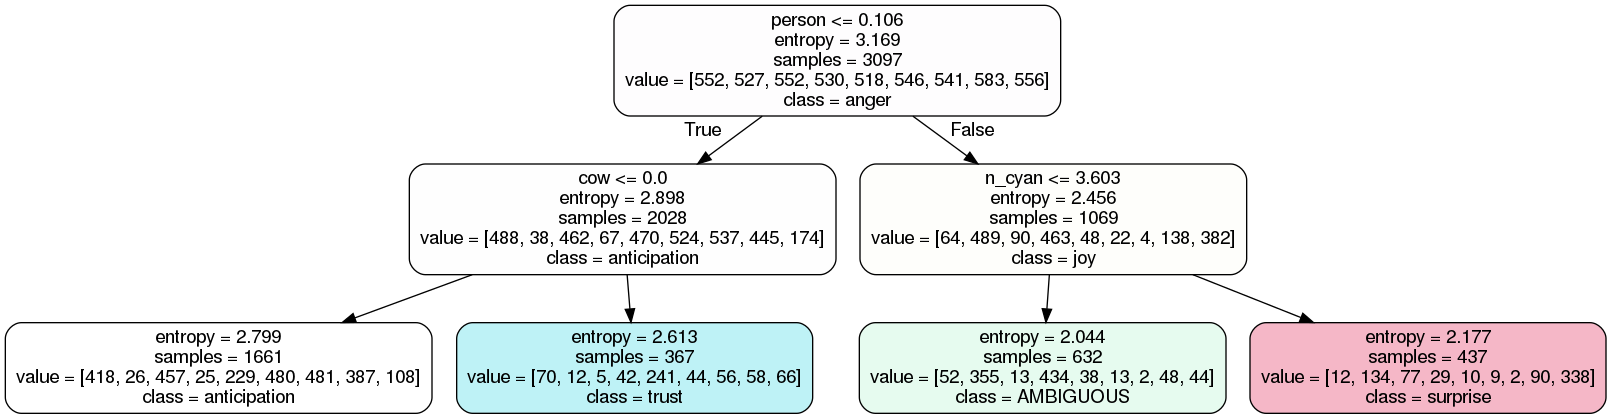 person <= 0.106
entropy = 3.169
samples = 3097
value = [552, 527, 552, 530, 518, 546, 541, 583, 556]
class = anger
True
False
cow <= 0.0
entropy = 2.898
samples = 2028
value = [488, 38, 462, 67, 470, 524, 537, 445, 174]
class = anticipation
n_cyan <= 3.603
entropy = 2.456
samples = 1069
value = [64, 489, 90, 463, 48, 22, 4, 138, 382]
class = joy
entropy = 2.799
samples = 1661
value = [418, 26, 457, 25, 229, 480, 481, 387, 108]
class = anticipation
entropy = 2.613
samples = 367
value = [70, 12, 5, 42, 241, 44, 56, 58, 66]
class = trust
entropy = 2.044
samples = 632
value = [52, 355, 13, 434, 38, 13, 2, 48, 44]
class = AMBIGUOUS
entropy = 2.177
samples = 437
value = [12, 134, 77, 29, 10, 9, 2, 90, 338]
class = surprise